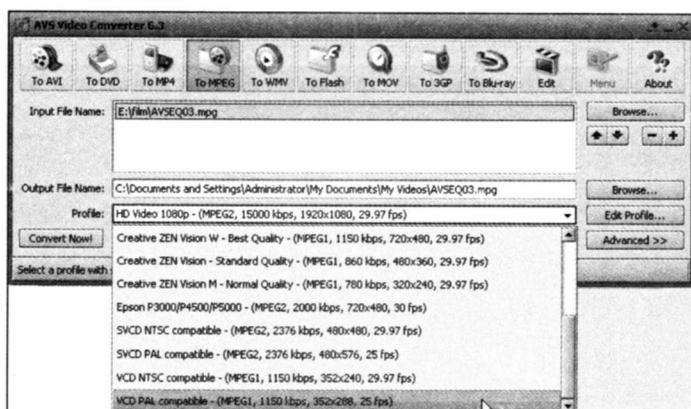 AVS Video Converter 6.3
To AVI To DVD To MP4 To MPEG To WMV To Flash To MOV To 3GP To Blu-ray Edit Menu About
Input File Name: E:\film\AVSEQ03.mpg Browse...
Output File Name: C:\Documents and Settings\Administrator\My Documents\My Videos\AVSEQ03.mpg Browse...
Profile: HD Video 1080p - (MPEG2, 15000 kbps, 1920x1080, 29.97 fps) Edit Profile...
Convert Now! Creative ZEN Vision W - Best Quality - (MPEG1, 1150 kbps, 720x480, 29.97 fps) Advanced >>
Select a profile with Creative ZEN Vision - Standard Quality - (MPEG1, 860 kbps, 480x360, 29.97 fps)
Creative ZEN Vision M - Normal Quality - (MPEG1, 780 kbps, 320x240, 29.97 fps)
Epson P3000/P4500/P5000 - (MPEG2, 2000 kbps, 720x480, 30 fps)
SVCD NTSC compatible - (MPEG2, 2376 kbps, 480x480, 29.97 fps)
SVCD PAL compatible - (MPEG2, 2376 kbps, 480x576, 25 fps)
VCD NTSC compatible - (MPEG1, 1150 kbps, 352x240, 29.97 fps)
VCD PAL compatible - (MPEG1, 1150 kbps, 352x288, 25 fps)